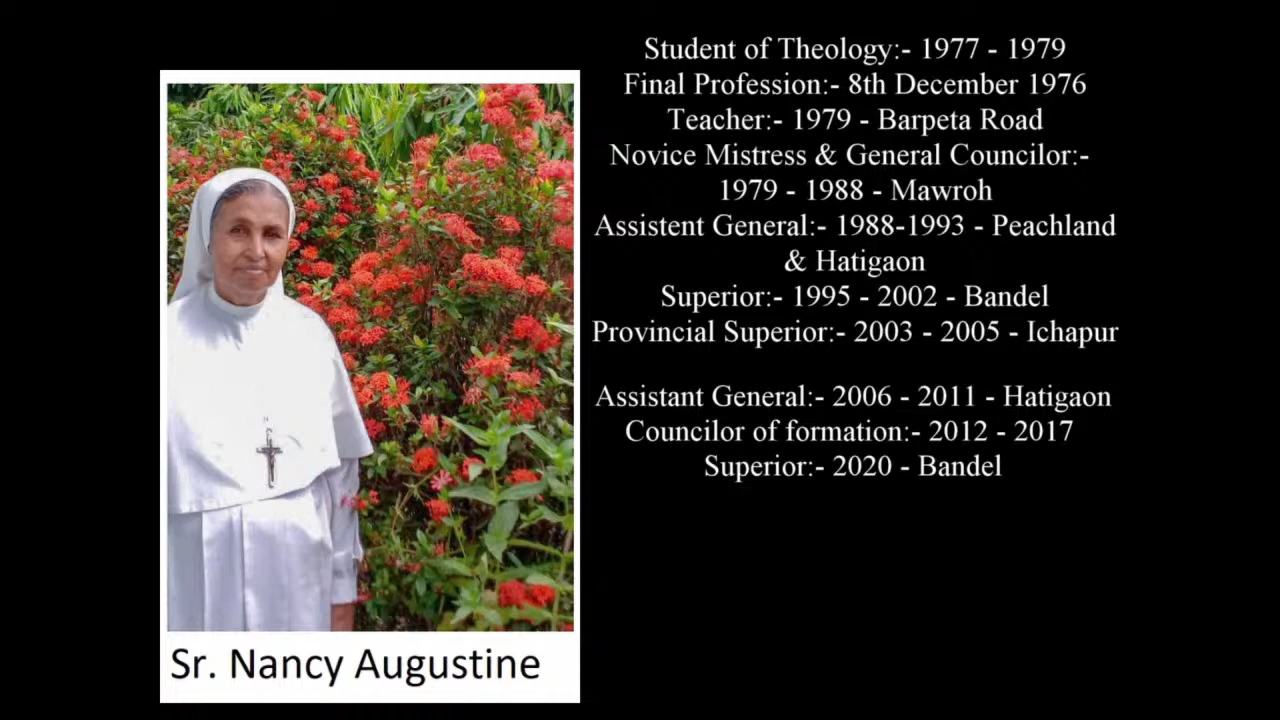 Student of Theology:- 1977 - 1979
Final Profession:- 8th December 1976
Teacher:- 1979 - Barpeta Road
Novice Mistress & General Councilor:-
1979 - 1988 - Mawroh
Assistent General:- 1988-1993 - Peachland
& Hatigaon
Superior:- 1995 - 2002 - Bandel
Provincial Superior:- 2003 - 2005 - Ichapur
Assistant General:- 2006 - 2011 - Hatigaon
Councilor of formation:- 2012 - 2017
Superior:- 2020 - Bandel
Sr. Nancy Augustine